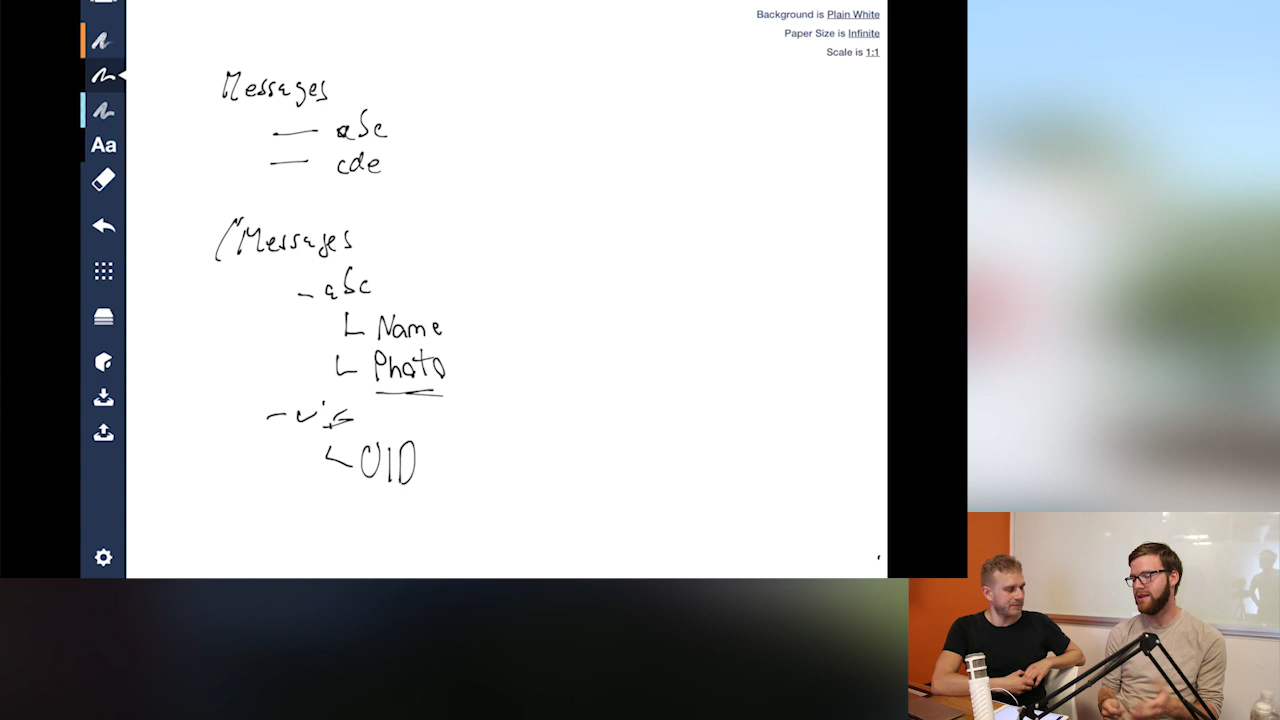 Background is Plain White
Paper Size is Infinite
Scale is 1:1
Messages
— abc
— cde
/Messages
- abc
Name
Photo
UID
Aa